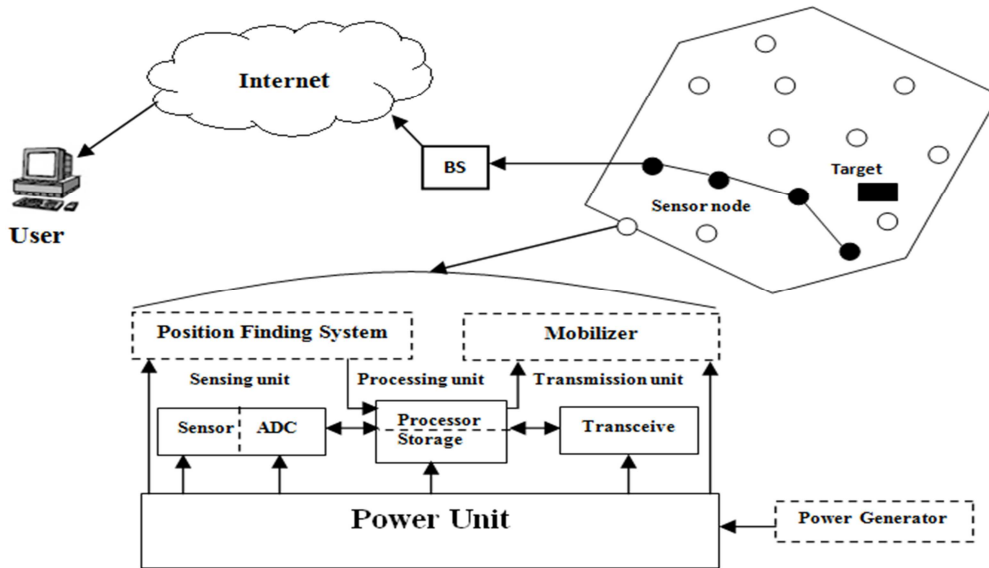 Internet
BS
Target
Sensor node
User
Position Finding System
Mobilizer
Sensing unit
Processing unit
Transmission unit
Sensor
ADC
Processor
Storage
Transceive
Power Unit
Power Generator